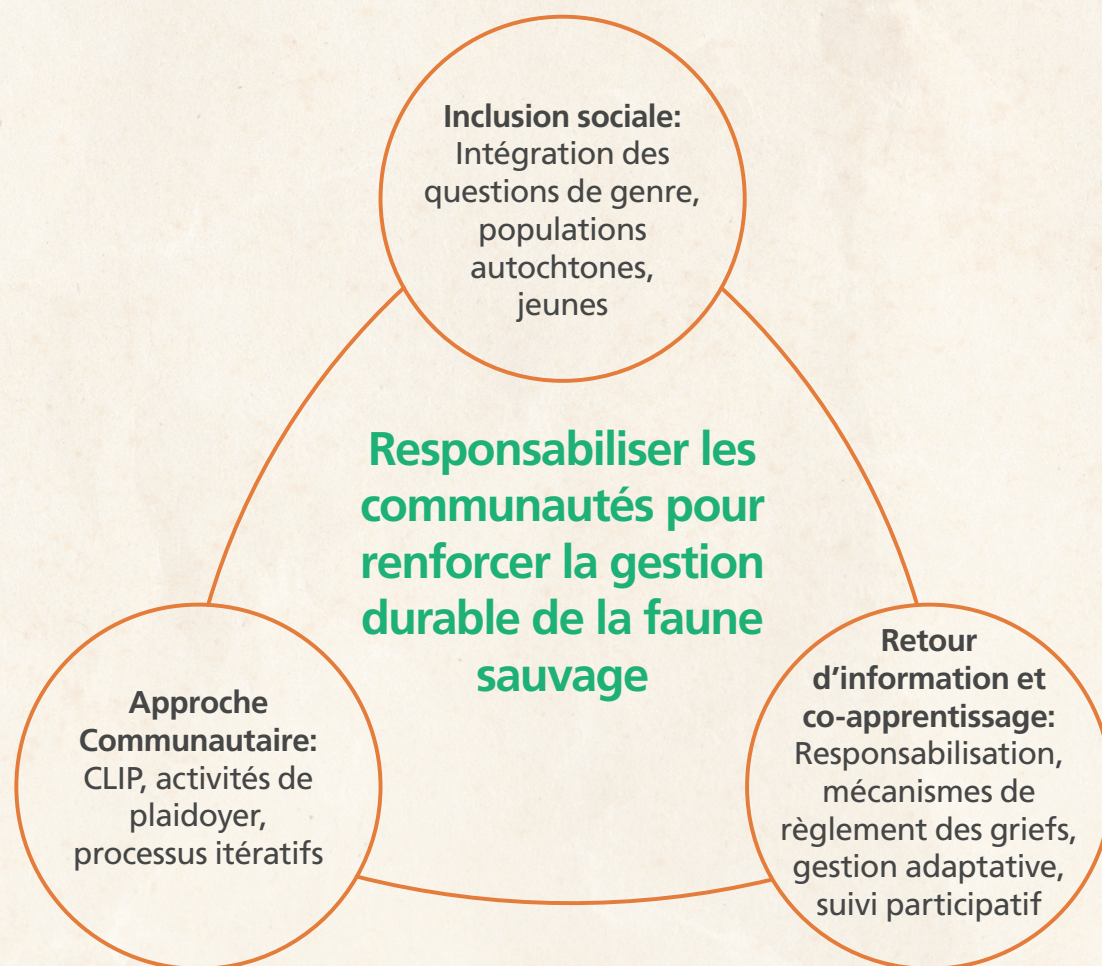 Inclusion sociale:
Intégration des
questions de genre,
populations
autochtones,
jeunes
Responsabiliser les
communautés pour
renforcer la gestion
durable de la faune
sauvage
Approche
Communautaire:
CLIP, activités de
plaidoyer,
processus itératifs
Retour
d’information et
co-apprentissage:
Responsabilisation,
mécanismes de
règlement des griefs,
gestion adaptative,
suivi participatif